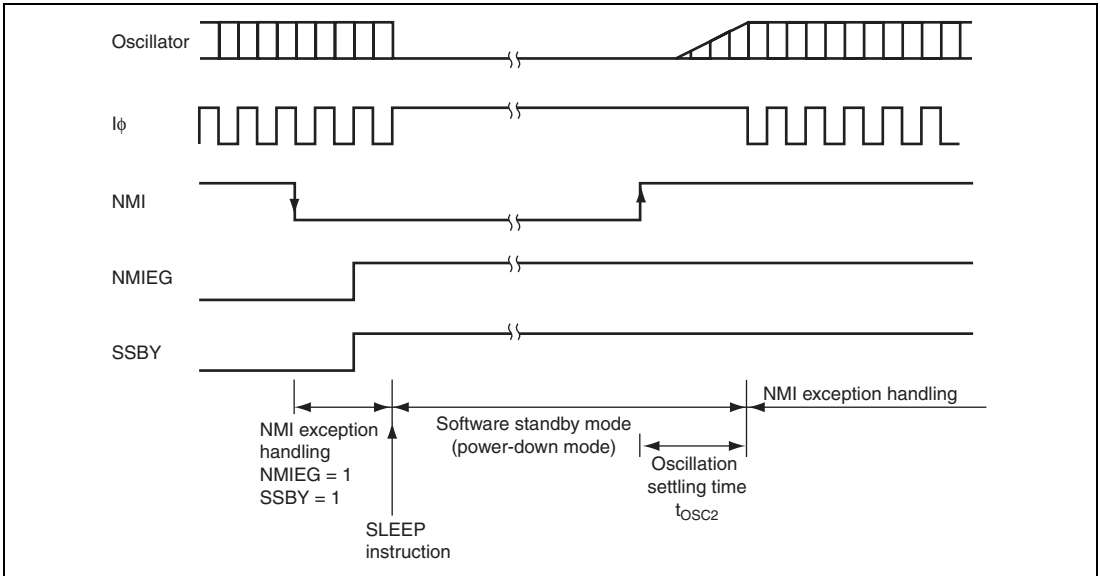 Oscillator
Iϕ
NMI
NMIEG
SSBY
NMI exception
handling
NMIEG = 1
SSBY = 1
SLEEP
instruction
Software standby mode
(power-down mode)
Oscillation
settling time
tOSC2
NMI exception handling